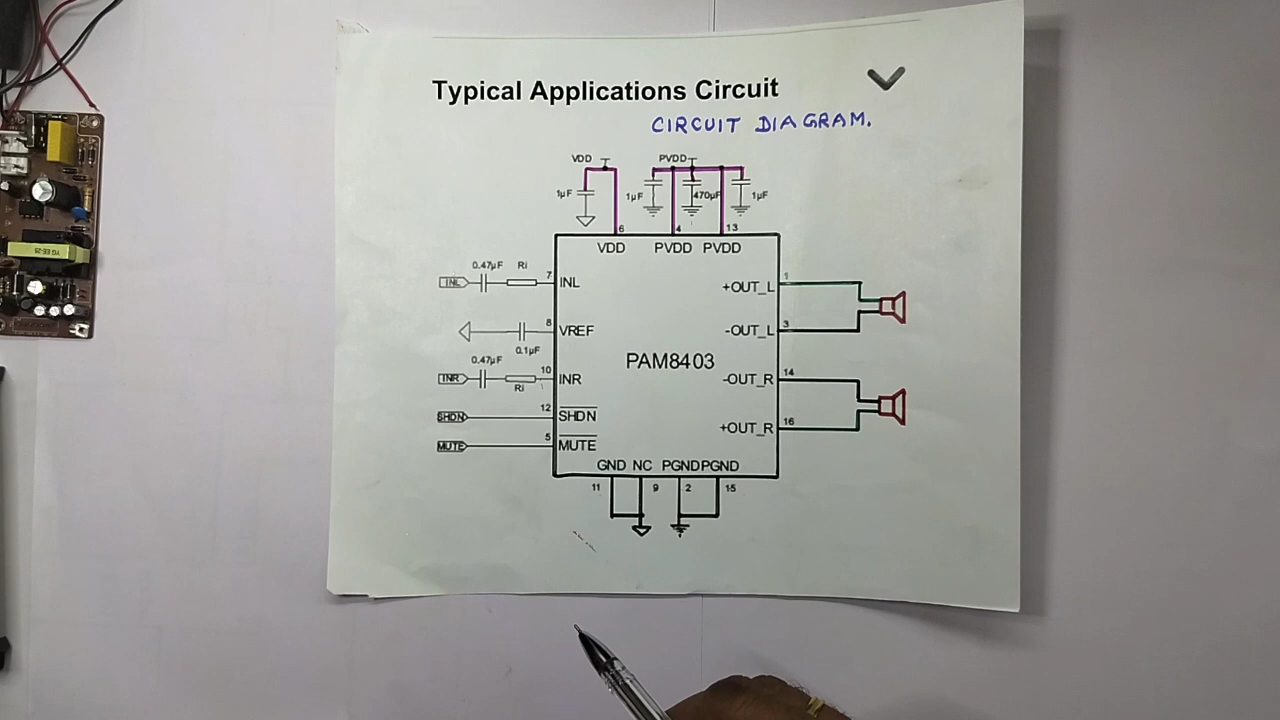 Typical Applications Circuit
CIRCUIT DIAGRAM.
VDD
PVDD
1µF
1µF
470µF
1µF
6
4
13
VDD
PVDD
PVDD
0.47µF
Ri
INL
7
INL
+OUT_L
1
8
VREF
-OUT_L
3
0.1µF
PAM8403
0.47µF
INR
Ri
10
INR
-OUT_R
14
SHDN
12
SHDN
+OUT_R
16
MUTE
5
MUTE
GND
NC
PGND
PGND
11
9
2
15